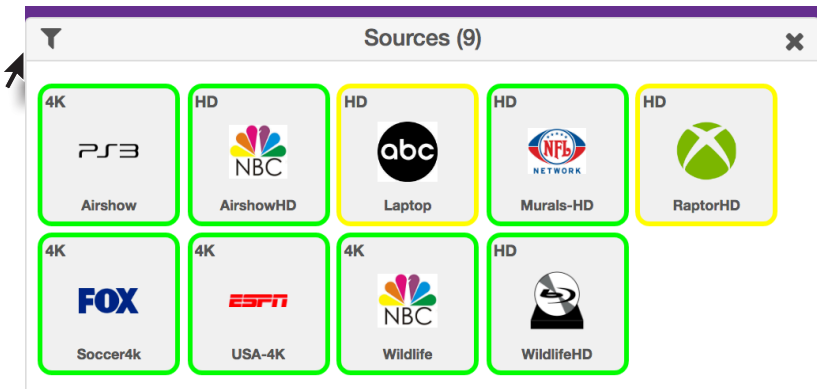 Sources (9)
4K HD HD HD HD
PS3 NBC abc NFL NETWORK
Airshow AirshowHD Laptop Murals-HD RaptorHD
4K 4K 4K HD
FOX ESPN NBC
Soccer4k USA-4K Wildlife WildlifeHD